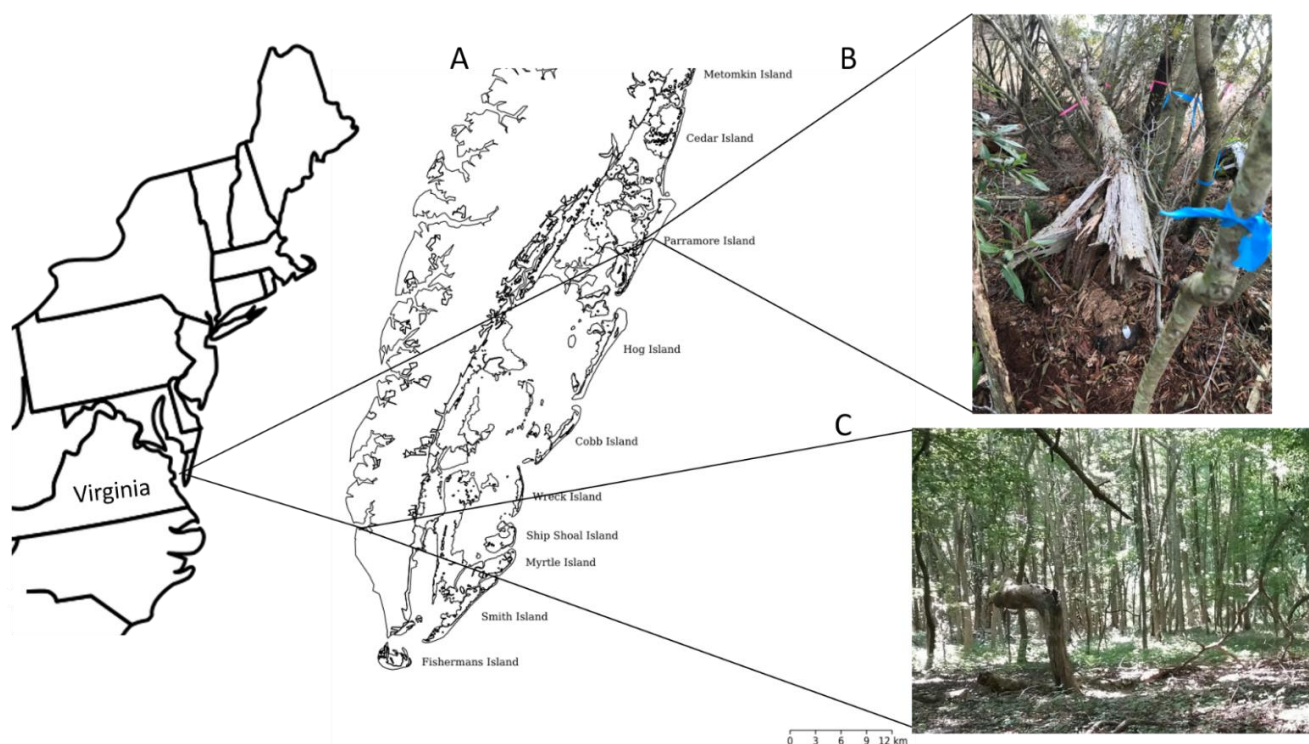 A
B
Metomkin Island
Cedar Island
Parramore Island
Hog Island
C
Cobb Island
Virginia
Wreck Island
Ship Shoal Island
Myrtle Island
Smith Island
Fishermans Island
0 3 6 9 12 km